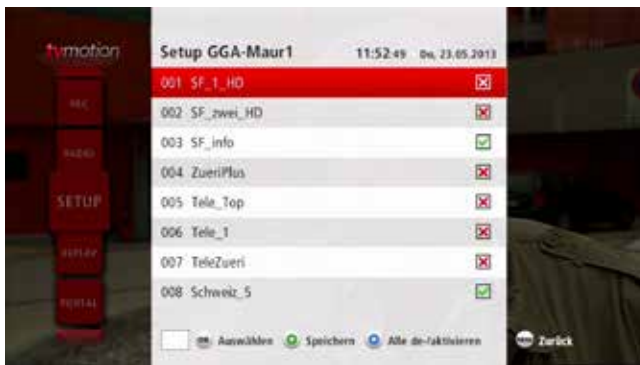 tvmotion
Setup GGA-Maur1 11:52:49 Do, 23.05.2013
001 SF_1_HD
002 SF_zwei_HD
003 SF_info
004 ZueriPlus
005 Tele_Top
006 Tele_1
007 TeleZueri
008 Schweiz_5
REC
RADIO
SETUP
REPLAY
PORTAL
OK Auswählen Speichern Alle de-/aktivieren Zurück